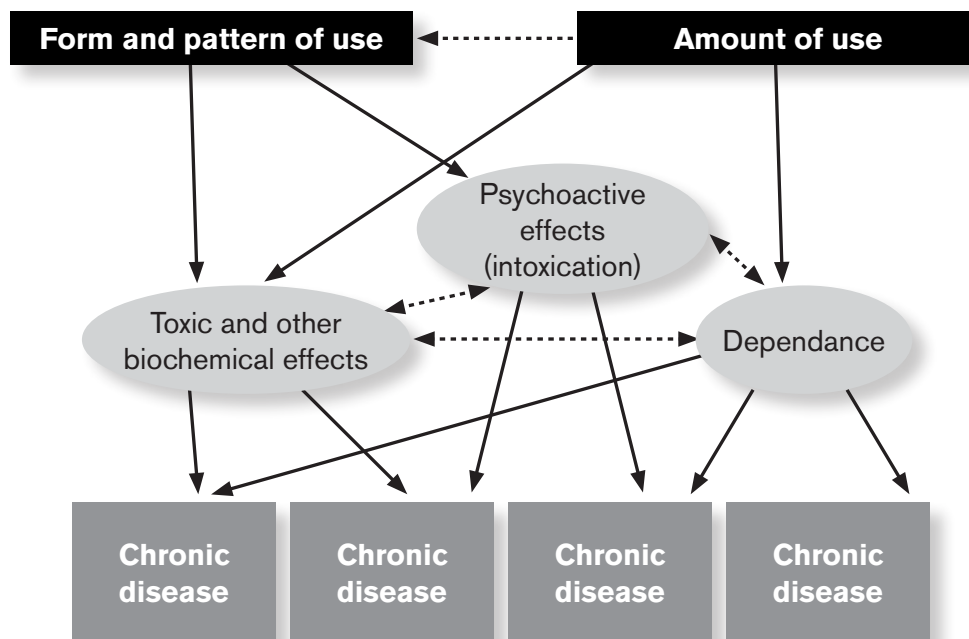 Form and pattern of use
Amount of use
Psychoactive
effects
(intoxication)
Toxic and other
biochemical effects
Dependance
Chronic
disease
Chronic
disease
Chronic
disease
Chronic
disease